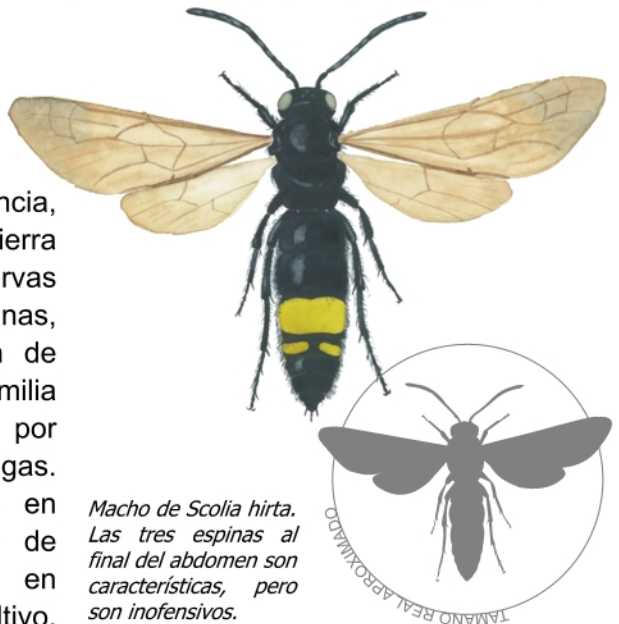 ncia,
ierra
rvas
nas,
de
milia
por
gas.
en
de
en
ltivo.
Macho de Scolia hirta.
Las tres espinas al
final del abdomen son
características, pero
son inofensivos.
TAMAÑO REAL APROXIMADO